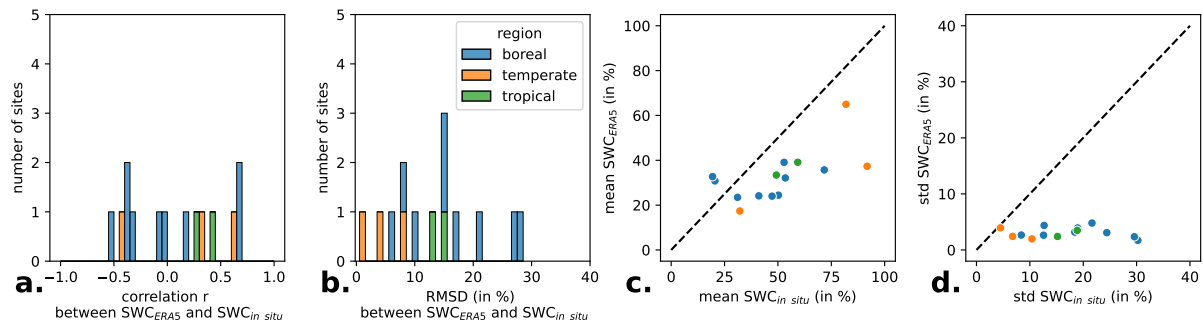 5
4
3
2
1
0
number of sites
−1.0
−0.5
0.0
0.5
1.0
a.
correlation r
between SWC_ERA5 and SWC_in situ
5
4
3
2
1
0
number of sites
region
boreal
temperate
tropical
0
10
20
30
40
b.
RMSD (in %)
between SWC_ERA5 and SWC_in situ
100
80
60
40
20
0
mean SWC_ERA5 (in %)
0
25
50
75
100
c.
mean SWC_in situ (in %)
40
30
20
10
0
std SWC_ERA5 (in %)
0
10
20
30
40
d.
std SWC_in situ (in %)